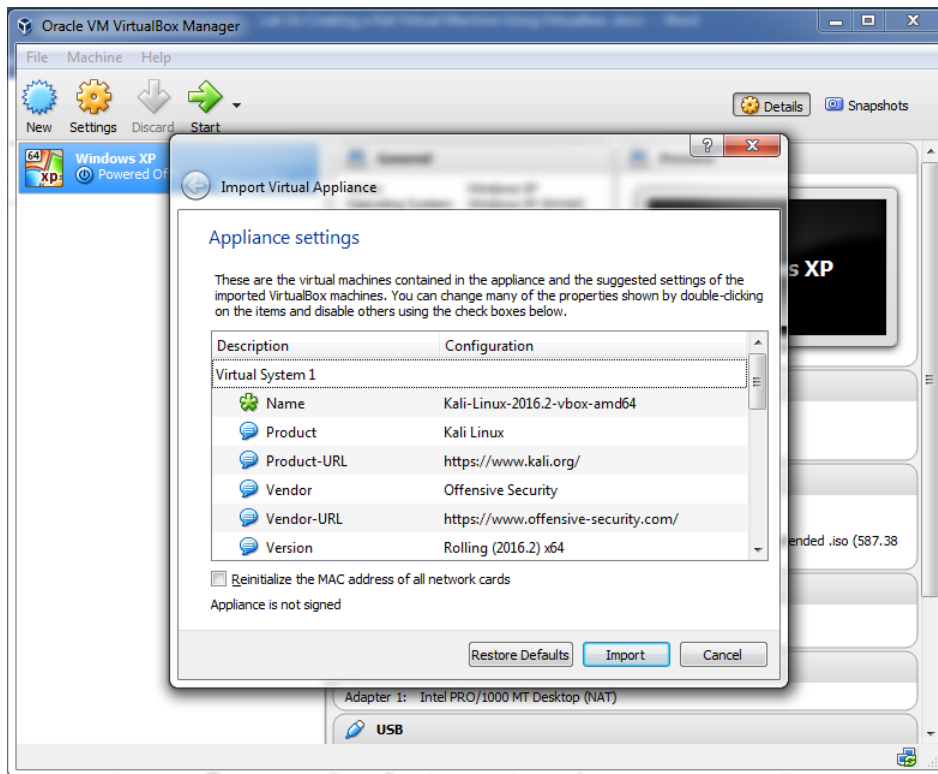 Oracle VM VirtualBox Manager
File Machine Help
New Settings Discard Start
Details Snapshots
64
XP
Windows XP
Powered Of
Import Virtual Appliance
s XP
Appliance settings
These are the virtual machines contained in the appliance and the suggested settings of the
imported VirtualBox machines. You can change many of the properties shown by double-clicking
on the items and disable others using the check boxes below.
Description Configuration
Virtual System 1
Name Kali-Linux-2016.2-vbox-amd64
Product Kali Linux
Product-URL https://www.kali.org/
Vendor Offensive Security
Vendor-URL https://www.offensive-security.com/
Version Rolling (2016.2) x64
ended .iso (587.38
Reinitialize the MAC address of all network cards
Appliance is not signed
Restore Defaults Import Cancel
Adapter 1: Intel PRO/1000 MT Desktop (NAT)
USB